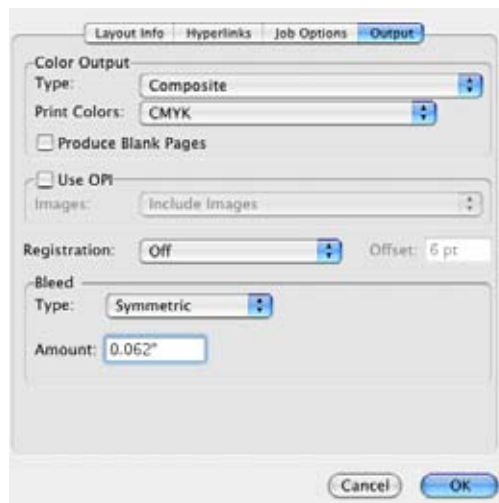 Layout Info Hyperlinks Job Options Output
Color Output
Type: Composite
Print Colors: CMYK
Produce Blank Pages
Use OPI
Images: Include Images
Registration: Off Offset: 6 pt
Bleed
Type: Symmetric
Amount: 0.062"
Cancel OK